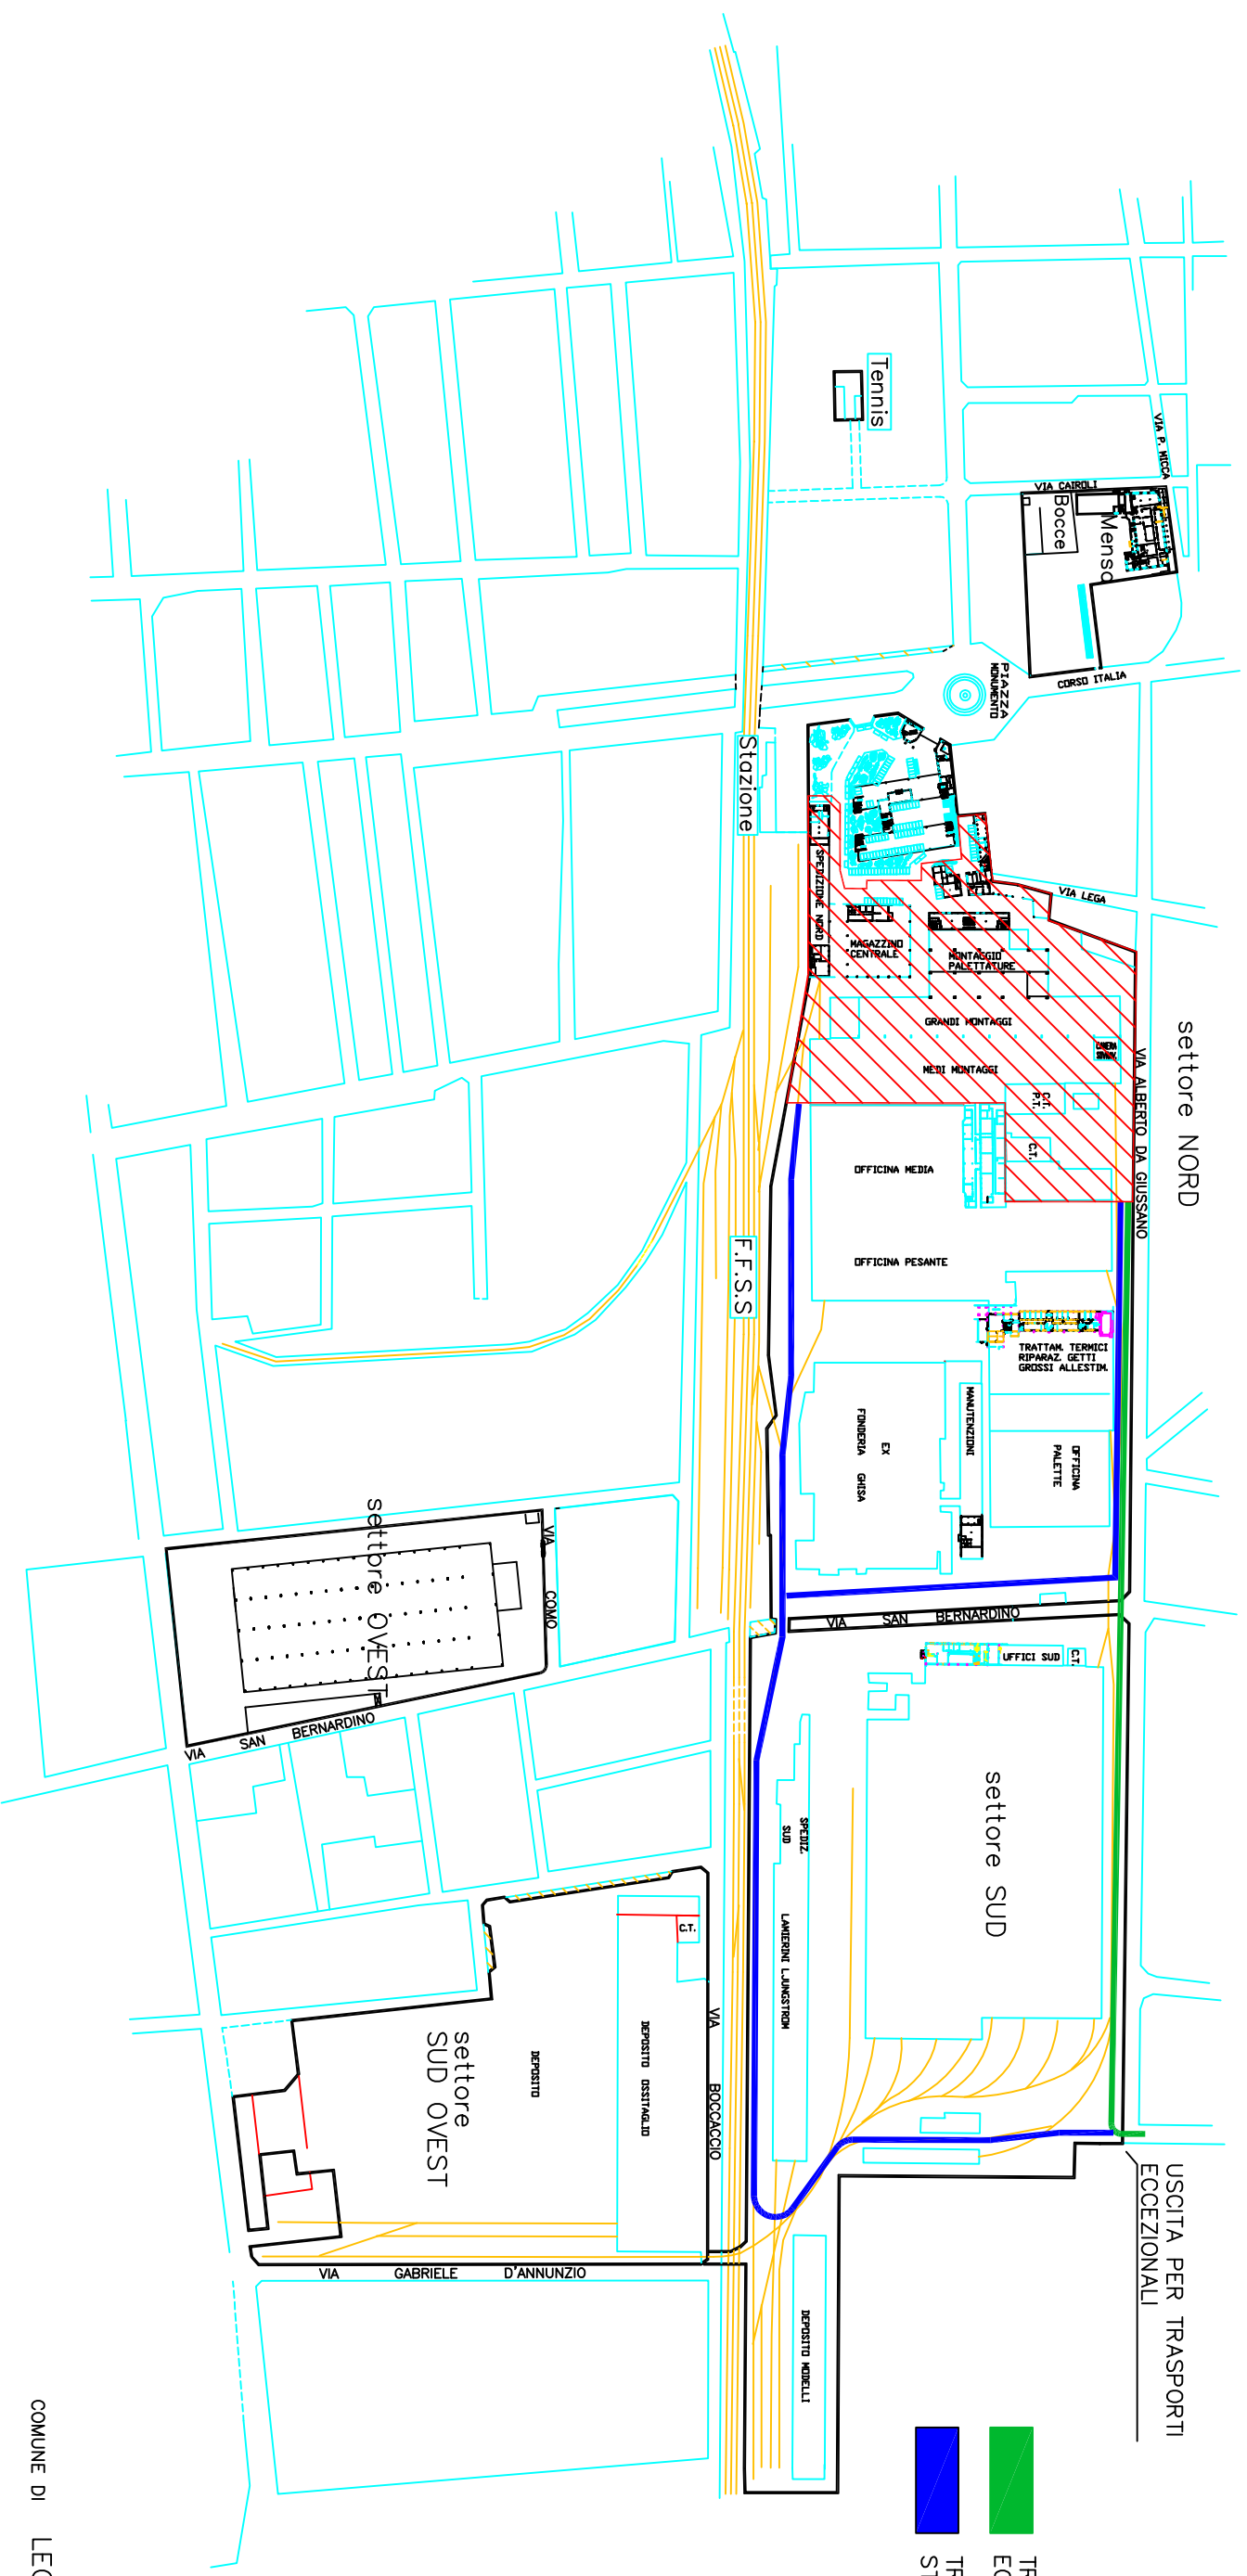 Tennis
VIA P. MICCA
VIA CAIROLI
Bocce
Mensa
PIAZZA
MONUMENTO
CORSO ITALIA
Stazione
SPEDIZIONE NORD
MAGAZZINO
CENTRALE
MONTAGGIO
PALETTATURE
VIA LEGA
GRANDI MONTAGGI
MEDI MONTAGGI
C.T.
P.T.
C.T.
settore NORD
VIA ALBERTO DA GIUSSANO
OFFICINA MEDIA
OFFICINA PESANTE
F.F.S.S
TRATTAM. TERMICI
RIPARAZ. GETTI
GROSSI ALLESTIM.
MANUTENZIONI
EX
FONDERIA GHISA
OFFICINA
PALETTE
VIA SAN BERNARDINO
UFFICI SUD
C.T.
settore OVEST
VIA COMO
VIA SAN BERNARDINO
settore SUD
SPEDIZ.
SUD
LAMIERINI LJUNGSTROM
C.T.
VIA BOCCACCIO
DEPOSITO OSSITAGLIO
DEPOSITO
settore
SUD OVEST
VIA GABRIELE D'ANNUNZIO
DEPOSITO MODELLI
USCITA PER TRASPORTI
ECCEZIONALI
COMUNE DI